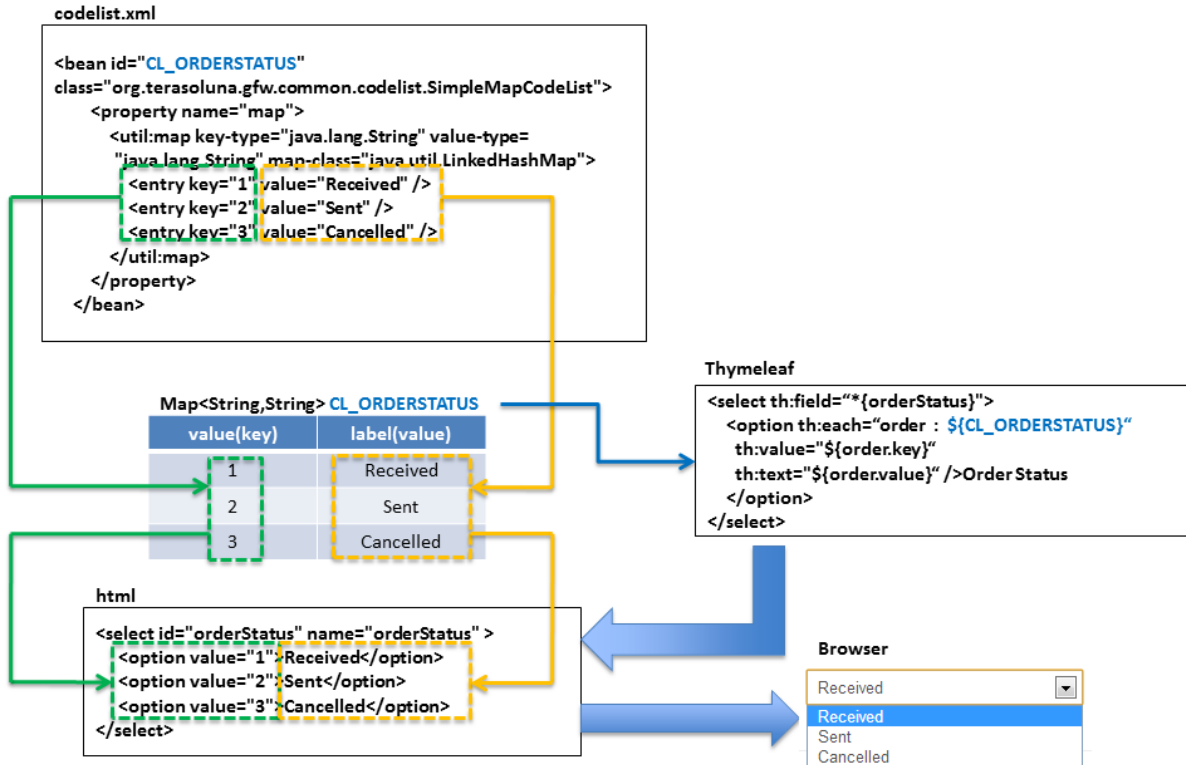 codelist.xml
<bean id="CL_ORDERSTATUS"
class="org.terasoluna.gfw.common.codelist.SimpleMapCodeList">
<property name="map">
<util:map key-type="java.lang.String" value-type=
"java.lang.String" map-class="java.util.LinkedHashMap">
<entry key="1" value="Received" />
<entry key="2" value="Sent" />
<entry key="3" value="Cancelled" />
</util:map>
</property>
</bean>
Map<String,String> CL_ORDERSTATUS
value(key) label(value)
1 Received
2 Sent
3 Cancelled
Thymeleaf
<select th:field=“*{orderStatus}">
<option th:each=“order : ${CL_ORDERSTATUS}“
th:value="${order.key}“
th:text="${order.value}“ />Order Status
</option>
</select>
html
<select id="orderStatus" name="orderStatus" >
<option value="1">Received</option>
<option value="2">Sent</option>
<option value="3">Cancelled</option>
</select>
Browser
Received
Received
Sent
Cancelled